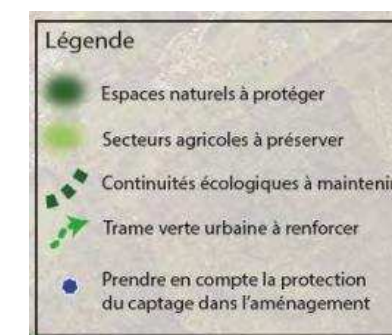 Légende
Espaces naturels à protéger
Secteurs agricoles à préserver
Continuités écologiques à maintenir
Trame verte urbaine à renforcer
Prendre en compte la protection
du captage dans l'aménagement